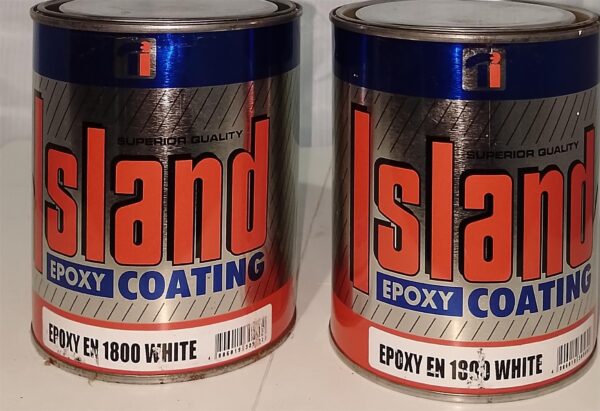 SUPERIOR QUALITY
Island
EPOXY COATING
EPOXY EN 1800 WHITE
SUPERIOR QUALITY
Island
EPOXY COATING
EPOXY EN 1800 WHITE